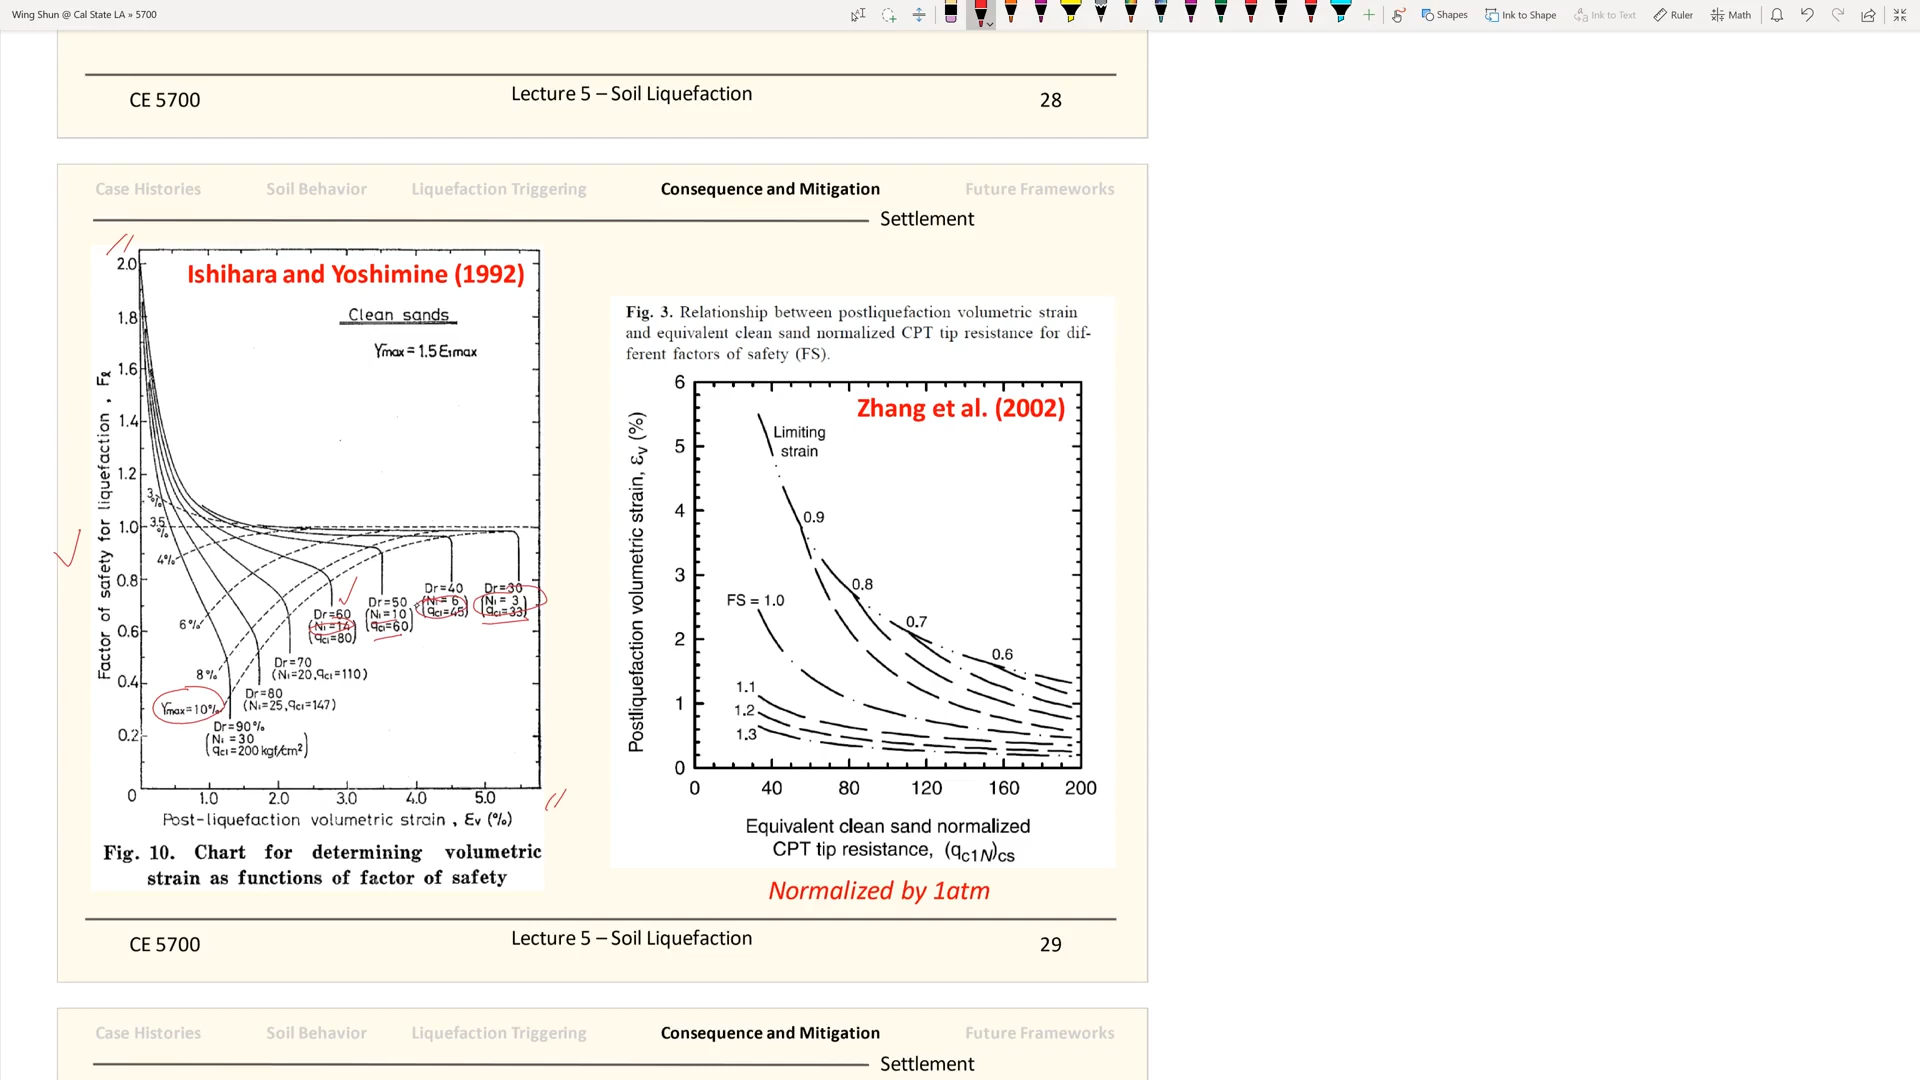 Wing Shun @ Cal State LA » 5700
Shapes
Ink to Shape
Ink to Text
Ruler
Math
CE 5700
Lecture 5 – Soil Liquefaction
28
Case Histories
Soil Behavior
Liquefaction Triggering
Consequence and Mitigation
Future Frameworks
Settlement
Ishihara and Yoshimine (1992)
Clean sands
γmax = 1.5 ε1max
Factor of safety for liquefaction , Fℓ
2.0
1.8
1.6
1.4
1.2
1.0
0.8
0.6
0.4
0.2
0
3
%
3.5
%
4%
6%
8%
γmax = 10%
Dr=40
(N1= 6
qc1=45)
Dr=30
(N1= 3
qc1=33)
Dr=60
(N1=14
qc1=80)
Dr=50
(N1=10
qc1=60)
Dr=70
(N1=20,qc1=110)
Dr=80
(N1=25,qc1=147)
Dr=90%
(N1 =30
qc1=200 kgf/cm2)
1.0
2.0
3.0
4.0
5.0
Post-liquefaction volumetric strain , εv (%)
Fig. 10. Chart for determining volumetric
strain as functions of factor of safety
Fig. 3. Relationship between postliquefaction volumetric strain
and equivalent clean sand normalized CPT tip resistance for dif-
ferent factors of safety (FS).
Zhang et al. (2002)
Postliquefaction volumetric strain, εv (%)
6
5
4
3
2
1
0
Limiting
strain
0.9
0.8
0.7
0.6
FS = 1.0
1.1
1.2
1.3
0
40
80
120
160
200
Equivalent clean sand normalized
CPT tip resistance, (qc1N)cs
Normalized by 1atm
CE 5700
Lecture 5 – Soil Liquefaction
29
Case Histories
Soil Behavior
Liquefaction Triggering
Consequence and Mitigation
Future Frameworks
Settlement